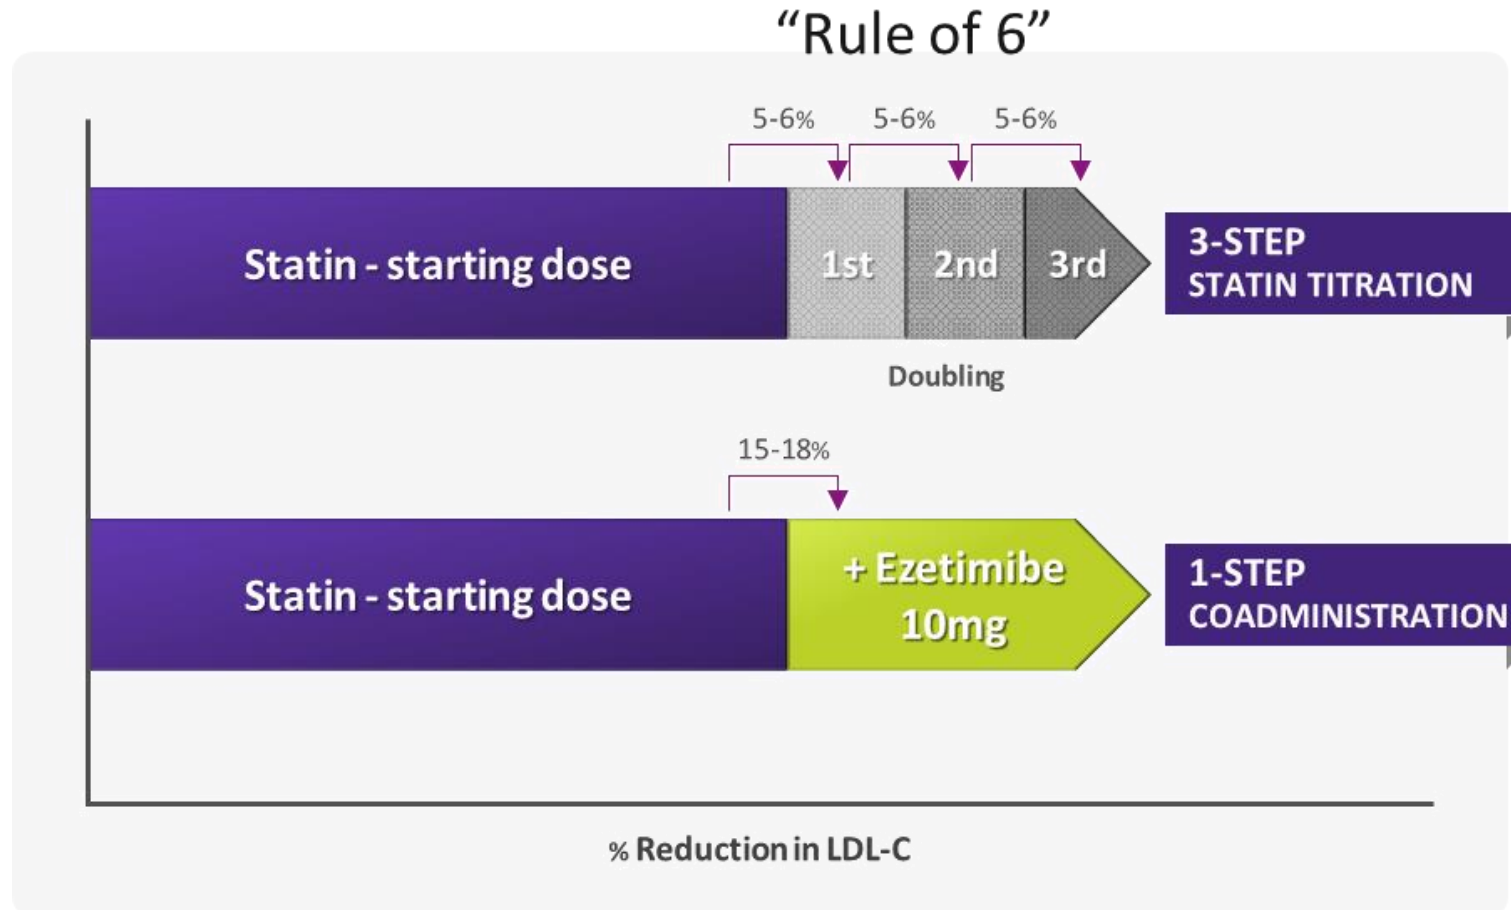 “Rule of 6”
5-6% 5-6% 5-6%
Statin - starting dose 1st 2nd 3rd
3-STEP
STATIN TITRATION
Doubling
15-18%
Statin - starting dose
+ Ezetimibe
10mg
1-STEP
COADMINISTRATION
% Reduction in LDL-C